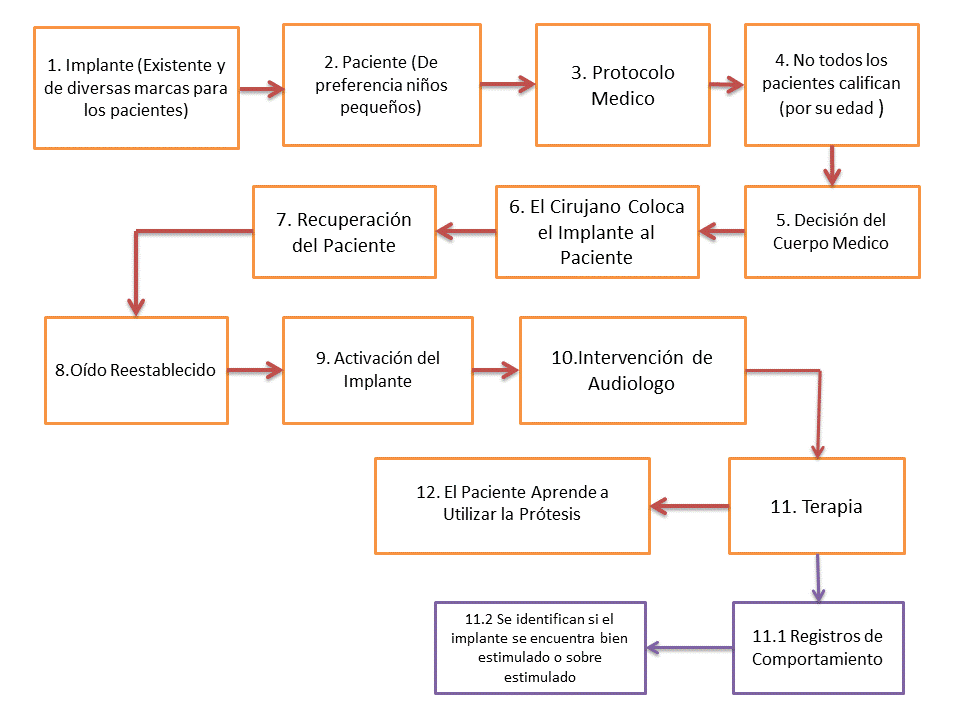 1. Implante (Existente y
de diversas marcas para
los pacientes)
2. Paciente (De
preferencia niños
pequeños)
3. Protocolo
Medico
4. No todos los
pacientes califican
(por su edad )
5. Decisión del
Cuerpo Medico
6. El Cirujano Coloca
el Implante al
Paciente
7. Recuperación
del Paciente
8.Oído Reestablecido
9. Activación del
Implante
10.Intervención de
Audiologo
11. Terapia
12. El Paciente Aprende a
Utilizar la Prótesis
11.1 Registros de
Comportamiento
11.2 Se identifican si el
implante se encuentra bien
estimulado o sobre
estimulado